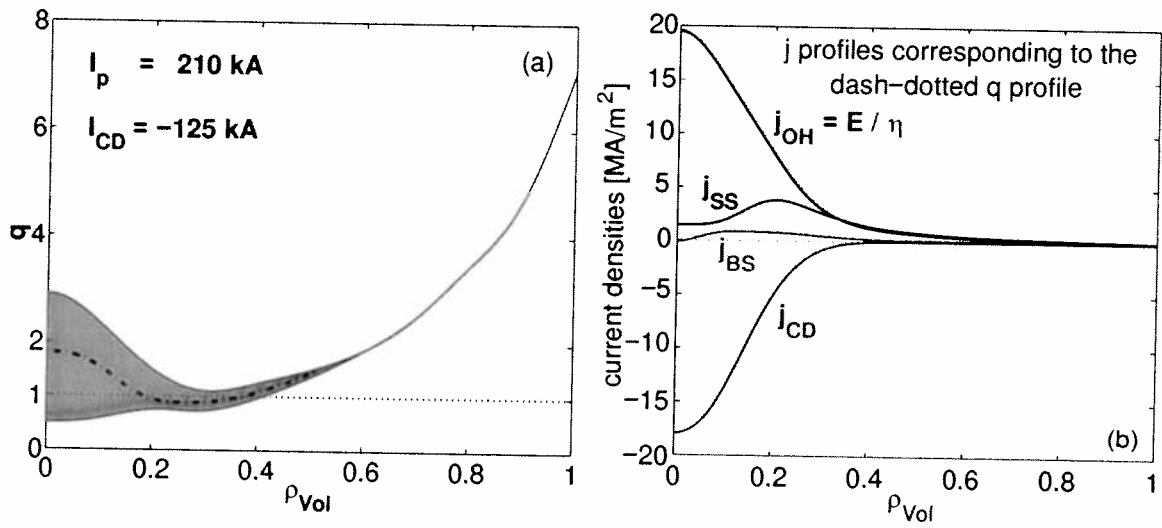 8
6
4
2
1
0
q
I_p = 210 kA
I_CD = −125 kA
(a)
0 0.2 0.4 0.6 0.8 1
ρ_Vol
20
15
10
5
0
−5
−10
−15
−20
current densities [MA/m²]
j profiles corresponding to the
dash−dotted q profile
j_OH = E / η
j_SS
j_BS
j_CD
(b)
0 0.2 0.4 0.6 0.8 1
ρ_Vol